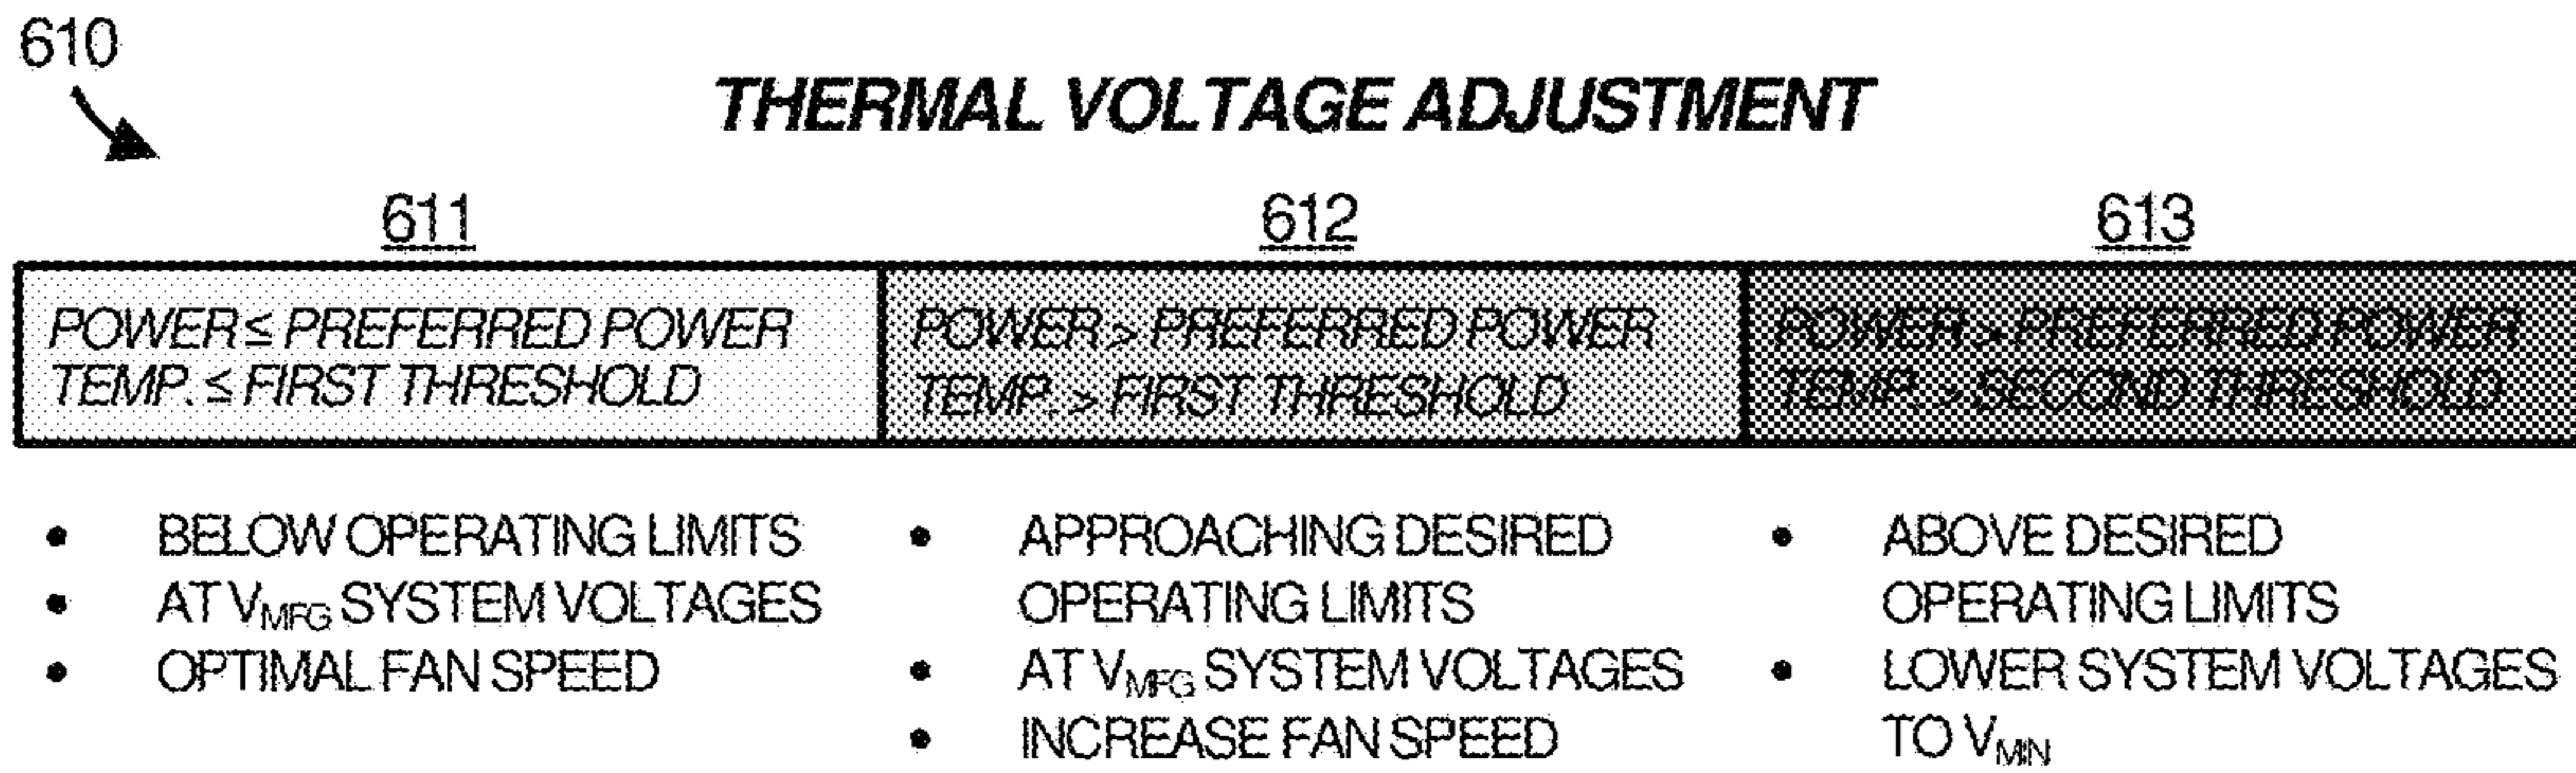 610
THERMAL VOLTAGE ADJUSTMENT
611
612
613
POWER ≤ PREFERRED POWER
TEMP. ≤ FIRST THRESHOLD
POWER > PREFERRED POWER
TEMP. > FIRST THRESHOLD
POWER > PREFERRED POWER
TEMP. > SECOND THRESHOLD
• BELOW OPERATING LIMITS
• AT VMFG SYSTEM VOLTAGES
• OPTIMAL FAN SPEED
• APPROACHING DESIRED
OPERATING LIMITS
• AT VMFG SYSTEM VOLTAGES
• INCREASE FAN SPEED
• ABOVE DESIRED
OPERATING LIMITS
• LOWER SYSTEM VOLTAGES
TO VMIN